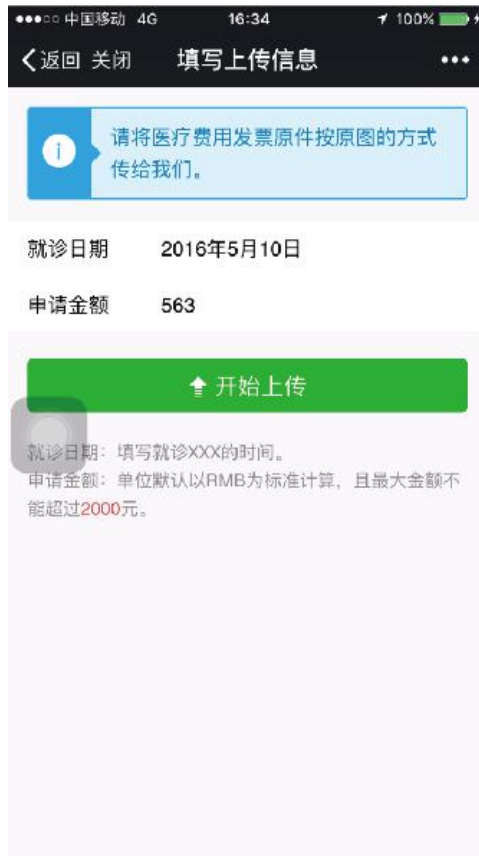 中国移动 4G 16:34 100%
返回 关闭 填写上传信息
请将医疗费用发票原件按原图的方式
传给我们。
就诊日期 2016年5月10日
申请金额 563
开始上传
就诊日期：填写就诊XXX的时间。
申请金额：单位默认以RMB为标准计算，且最大金额不
能超过2000元。